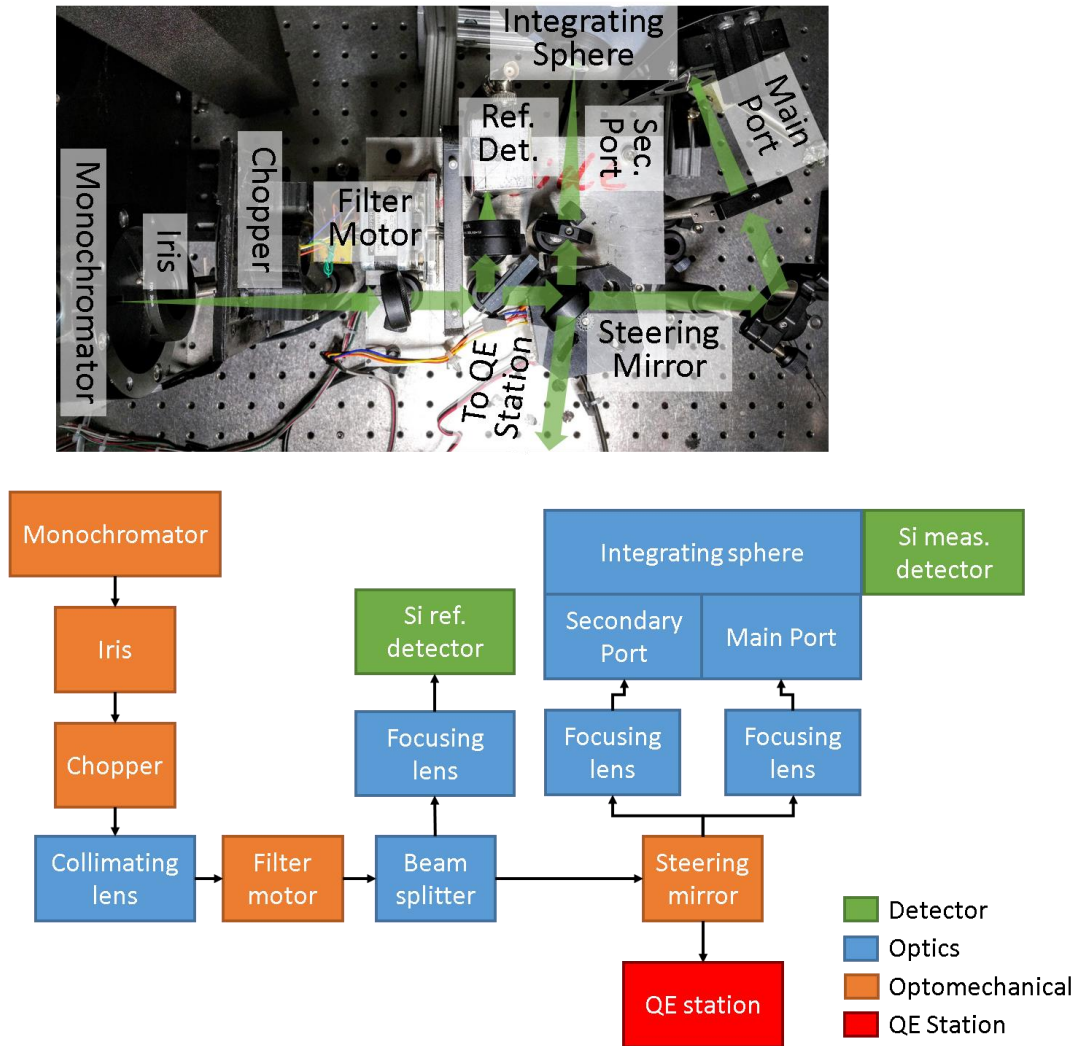 Integrating
Sphere
Main
Port
Ref.
Det.
Sec.
Port
Chopper
Monochromator
Iris
Filter
Motor
Steering
Mirror
To QE
Station
Monochromator
Iris
Chopper
Collimating
lens
Filter
motor
Beam
splitter
Focusing
lens
Si ref.
detector
Integrating sphere
Si meas.
detector
Secondary
Port
Main Port
Focusing
lens
Focusing
lens
Steering
mirror
QE station
Detector
Optics
Optomechanical
QE Station